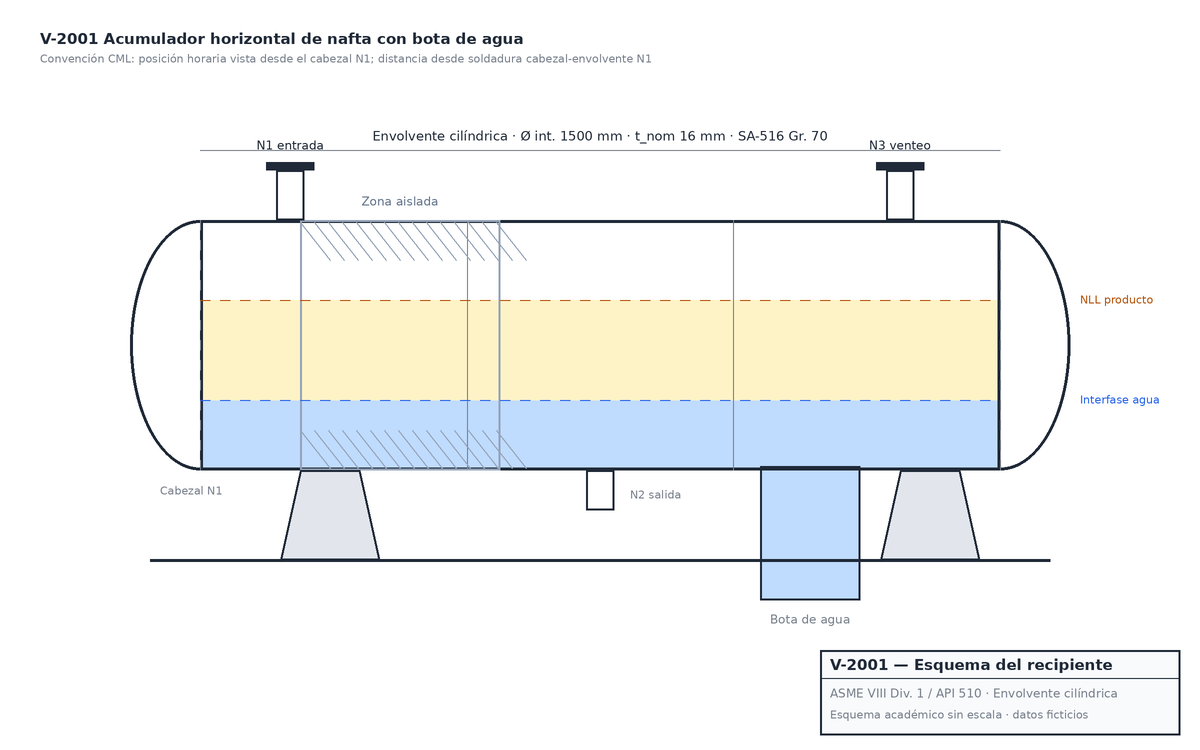 V-2001 Acumulador horizontal de nafta con bota de agua
Convención CML: posición horaria vista desde el cabezal N1; distancia desde soldadura cabezal-envolvente N1
Envolvente cilíndrica · Ø int. 1500 mm · t_nom 16 mm · SA-516 Gr. 70
N1 entrada
N3 venteo
Zona aislada
NLL producto
Interfase agua
Cabezal N1
N2 salida
Bota de agua
V-2001 — Esquema del recipiente
ASME VIII Div. 1 / API 510 · Envolvente cilíndrica
Esquema académico sin escala · datos ficticios